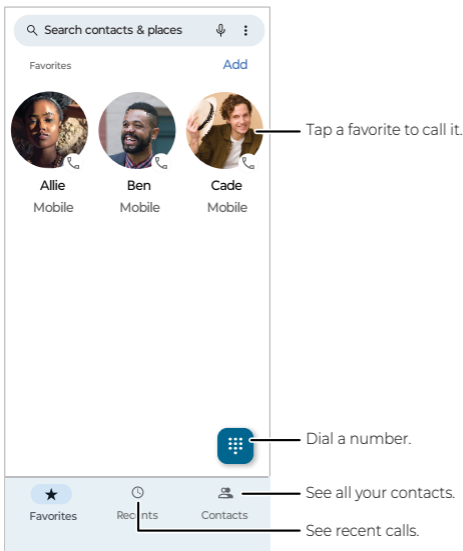 Search contacts & places
Favorites Add
Tap a favorite to call it.
Allie Ben Cade
Mobile Mobile Mobile
Dial a number.
See all your contacts.
Favorites Recents Contacts
See recent calls.